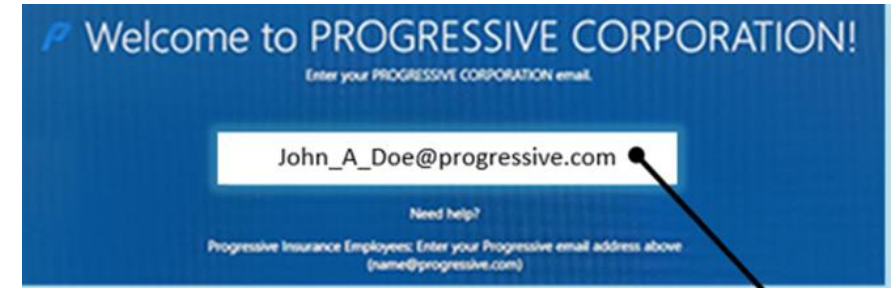 Welcome to PROGRESSIVE CORPORATION!
Enter your PROGRESSIVE CORPORATION email.
John_A_Doe@progressive.com
Need help?
Progressive Insurance Employees: Enter your Progressive email address above
(name@progressive.com)